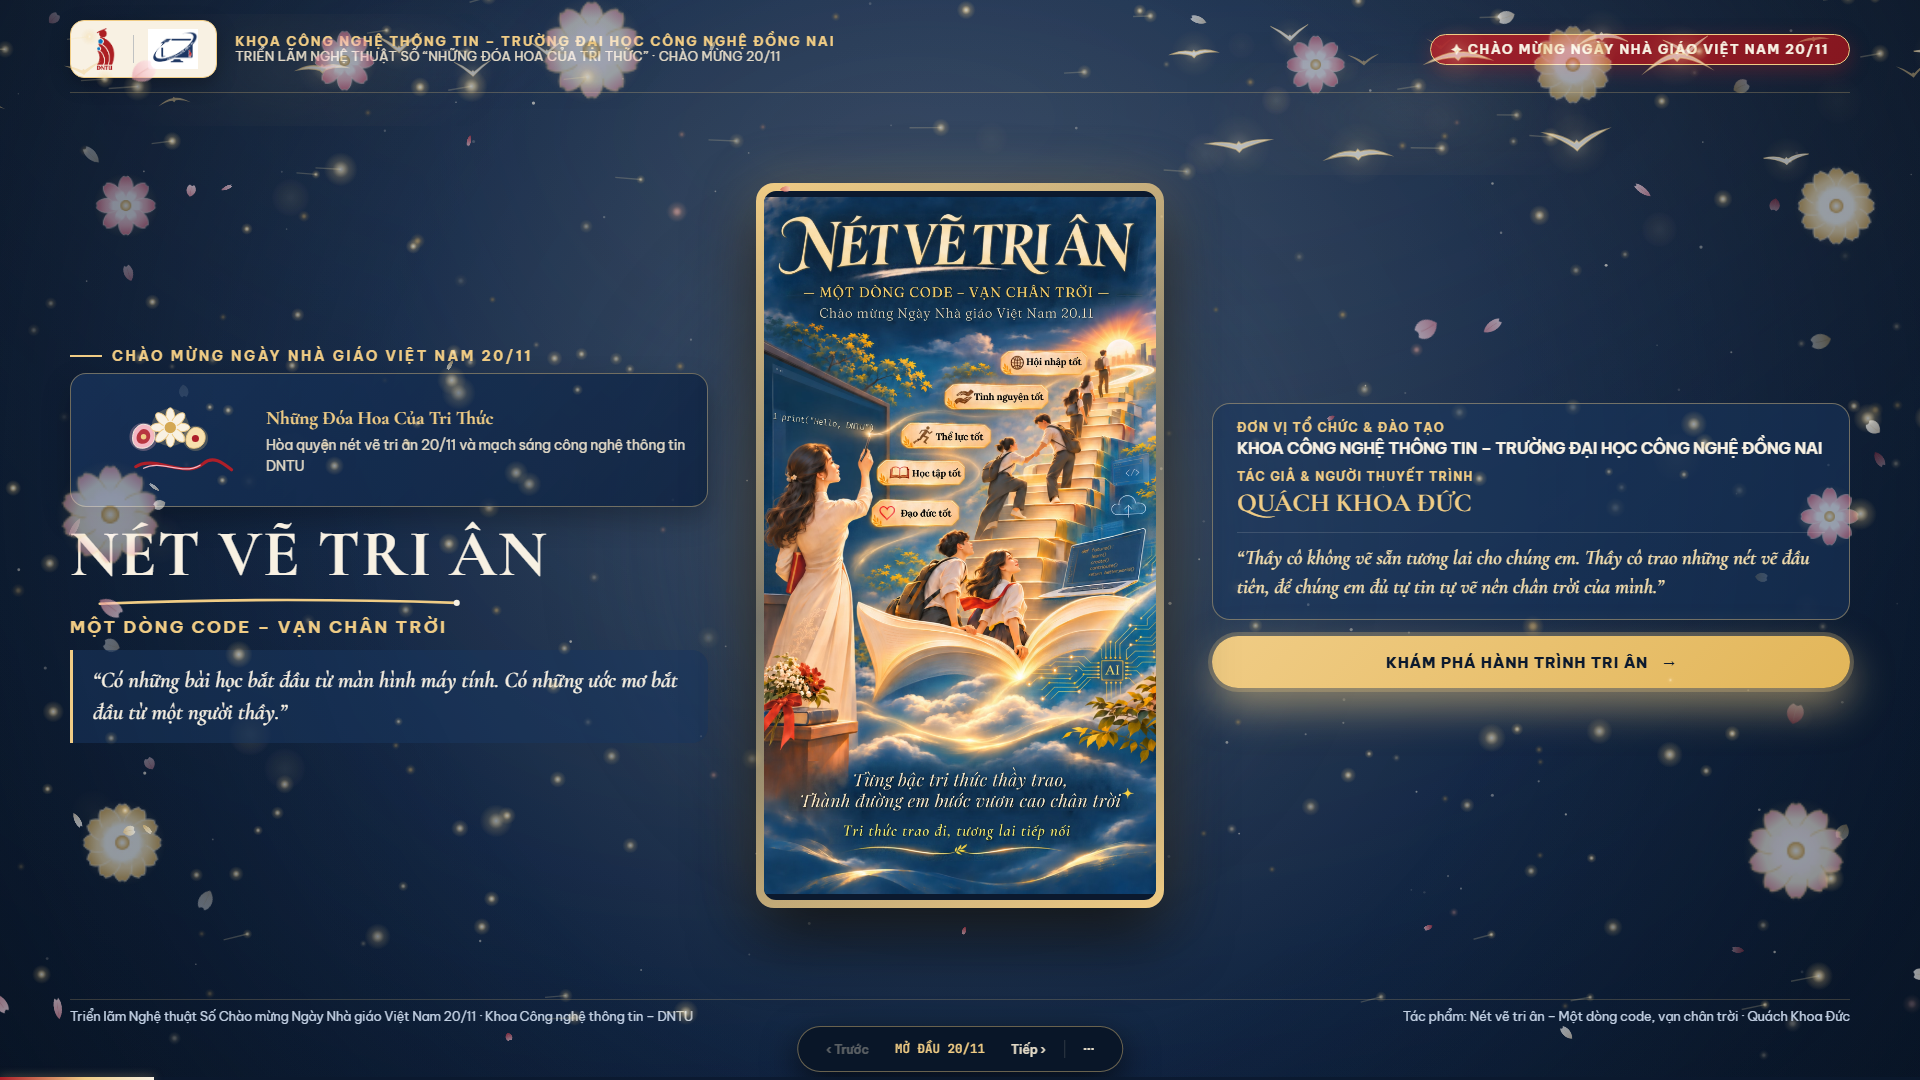 DNTU
KHOA CÔNG NGHỆ THÔNG TIN – TRƯỜNG ĐẠI HỌC CÔNG NGHỆ ĐỒNG NAI
TRIỂN LÃM NGHỆ THUẬT SỐ “NHỮNG ĐÓA HOA CỦA TRI THỨC” · CHÀO MỪNG 20/11
✦ CHÀO MỪNG NGÀY NHÀ GIÁO VIỆT NAM 20/11
CHÀO MỪNG NGÀY NHÀ GIÁO VIỆT NAM 20/11
Những Đóa Hoa Của Tri Thức
Hòa quyện nét vẽ tri ân 20/11 và mạch sáng công nghệ thông tin
DNTU
NÉT VẼ TRI ÂN
MỘT DÒNG CODE – VẠN CHÂN TRỜI
“Có những bài học bắt đầu từ màn hình máy tính. Có những ước mơ bắt
đầu từ một người thầy.”
NÉT VẼ TRI ÂN
— MỘT DÒNG CODE – VẠN CHÂN TRỜI —
Chào mừng Ngày Nhà giáo Việt Nam 20.11
Hội nhập tốt
Tình nguyện tốt
1 print("Hello, DNTU")
Thể lực tốt
Học tập tốt
</>
Đạo đức tốt
AI
Từng bậc tri thức thầy trao,
Thành đường em bước vươn cao chân trời
Tri thức trao đi, tương lai tiếp nối
ĐƠN VỊ TỔ CHỨC & ĐÀO TẠO
KHOA CÔNG NGHỆ THÔNG TIN – TRƯỜNG ĐẠI HỌC CÔNG NGHỆ ĐỒNG NAI
TÁC GIẢ & NGƯỜI THUYẾT TRÌNH
QUÁCH KHOA ĐỨC
“Thầy cô không vẽ sẵn tương lai cho chúng em. Thầy cô trao những nét vẽ đầu
tiên, để chúng em đủ tự tin tự vẽ nên chân trời của mình.”
KHÁM PHÁ HÀNH TRÌNH TRI ÂN →
Triển lãm Nghệ thuật Số Chào mừng Ngày Nhà giáo Việt Nam 20/11 · Khoa Công nghệ thông tin – DNTU
Tác phẩm: Nét vẽ tri ân – Một dòng code, vạn chân trời · Quách Khoa Đức
‹ Trước MỞ ĐẦU 20/11 Tiếp › ---